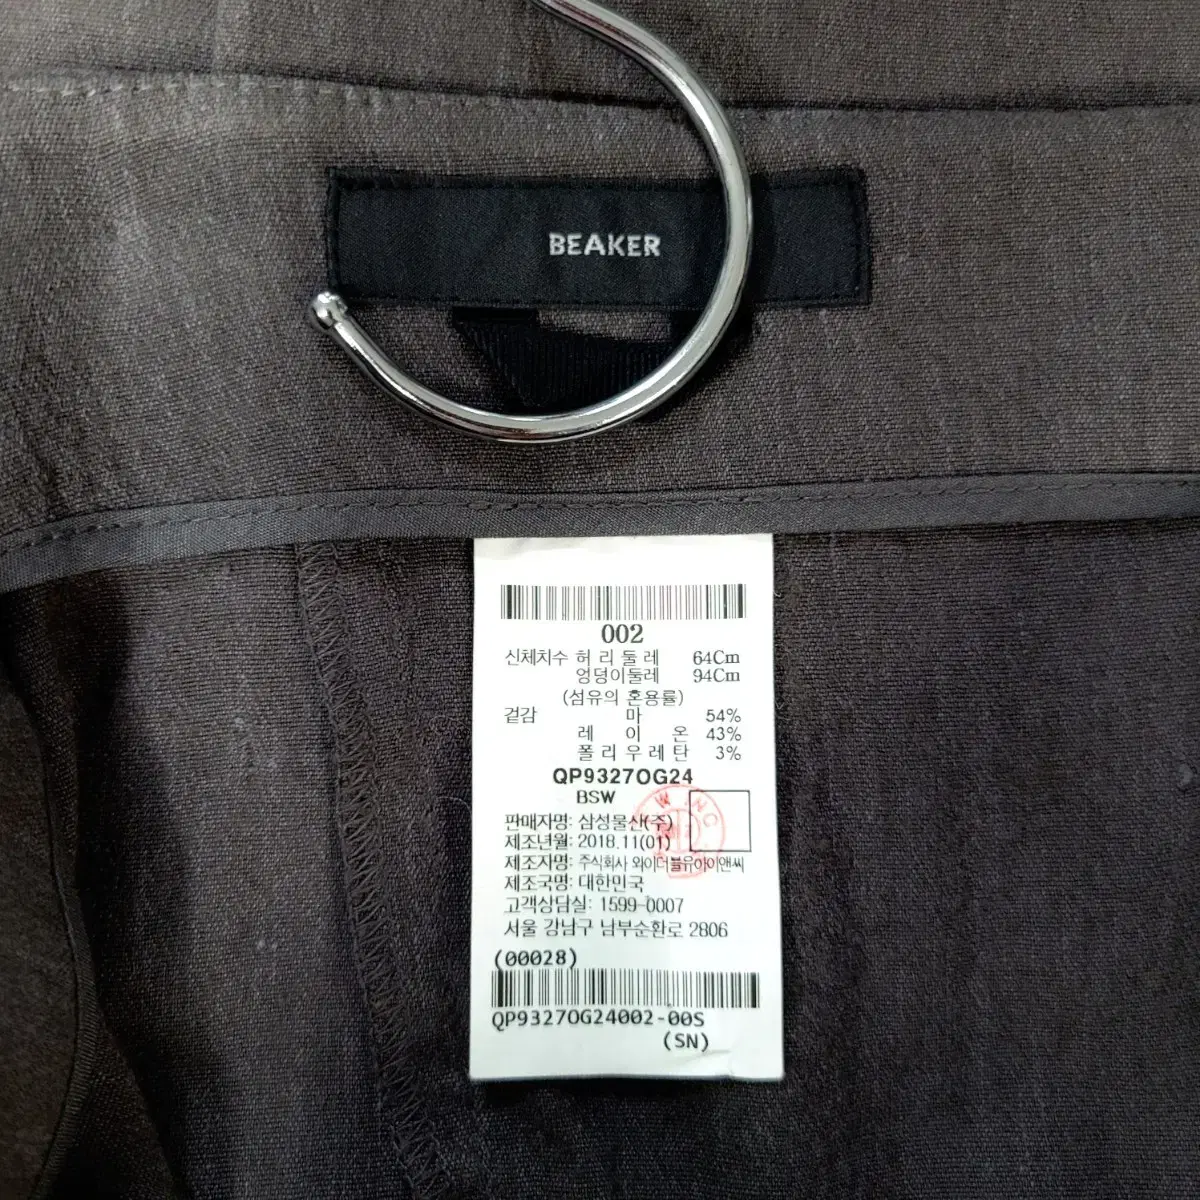 BEAKER
002
신체치수 허 리 둘 레 64Cm
엉덩이둘레 94Cm
(섬유의 혼용률)
겉감 마 54%
레 이 온 43%
폴 리 우 레 탄 3%
QP9327OG24
BSW
판매자명: 삼성물산(주)
제조년월: 2018.11(01)
제조자명: 주식회사 와이더블유아이앤씨
제조국명: 대한민국
고객상담실: 1599-0007
서울 강남구 남부순환로 2806
(00028)
QP9327OG24002-00S
(SN)